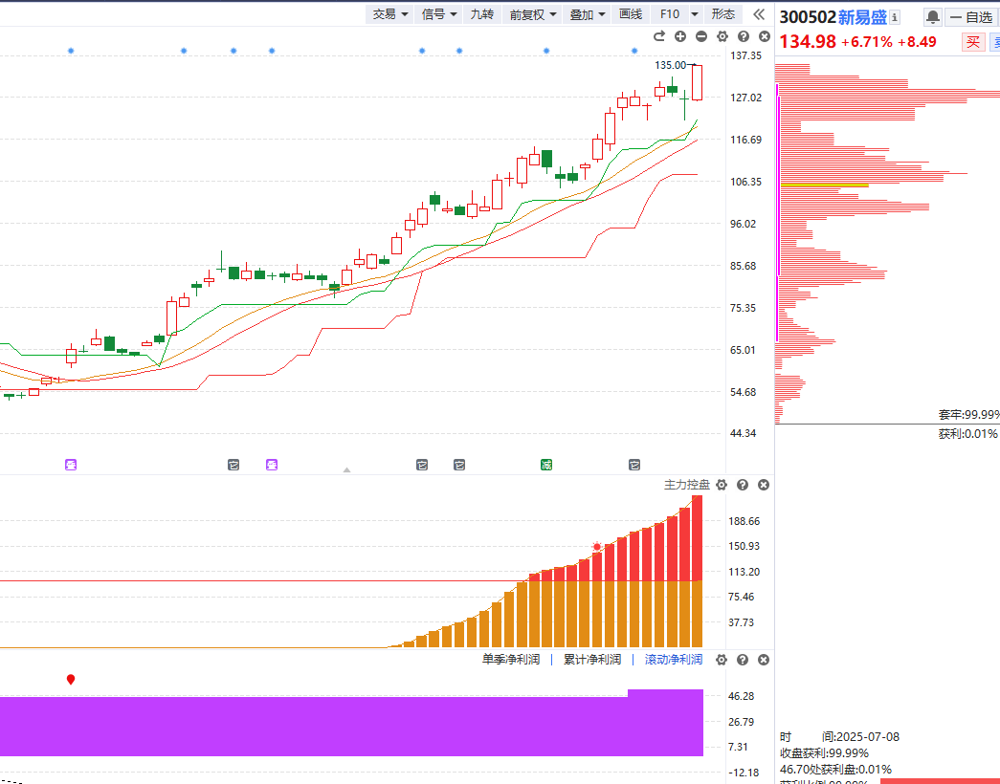 交易 信号 九转 前复权 叠加 画线 F10 形态
300502 新易盛
自选
134.98 +6.71% +8.49
买
137.35
135.00
127.02
116.69
106.35
96.02
85.68
75.35
65.01
54.68
44.34
减
套牢:99.99%
获利:0.01%
主力控盘
188.66
150.93
113.20
75.46
37.73
单季净利润 | 累计净利润 | 滚动净利润
46.28
26.79
7.31
-12.18
时 间:2025-07-08
收盘获利:99.99%
46.70处获利盘:0.01%